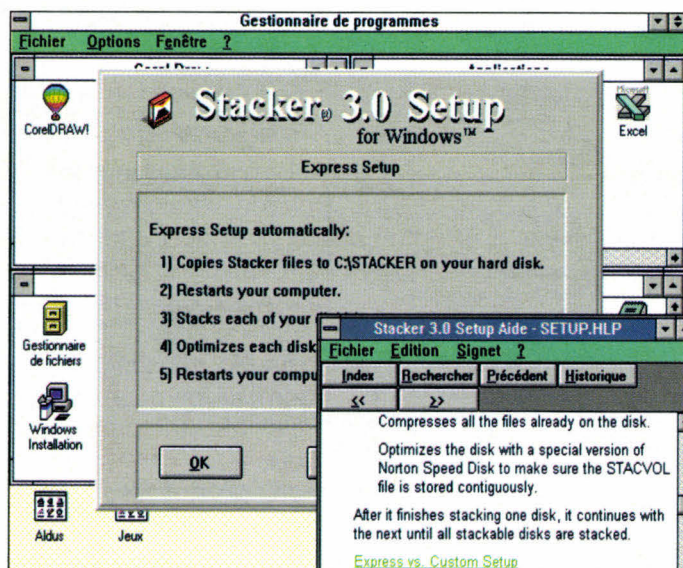 Gestionnaire de programmes
Fichier Options Fenêtre ?
Corel Draw
Applications
CorelDRAW!
Microsoft
Excel
Stacker® 3.0 Setup
for Windows™
Express Setup
Express Setup automatically:
1) Copies Stacker files to C:\STACKER on your hard disk.
2) Restarts your computer.
3) Stacks each of your
4) Optimizes each disk
5) Restarts your compu
OK
Gestionnaire
de fichiers
Windows
Installation
Aldus
Jeux
Stacker 3.0 Setup Aide - SETUP.HLP
Fichier Edition Signet ?
Index Rechercher Précédent Historique
<< >>
Compresses all the files already on the disk.
Optimizes the disk with a special version of
Norton Speed Disk to make sure the STACVOL
file is stored contiguously.
After it finishes stacking one disk, it continues with
the next until all stackable disks are stacked.
Express vs. Custom Setup